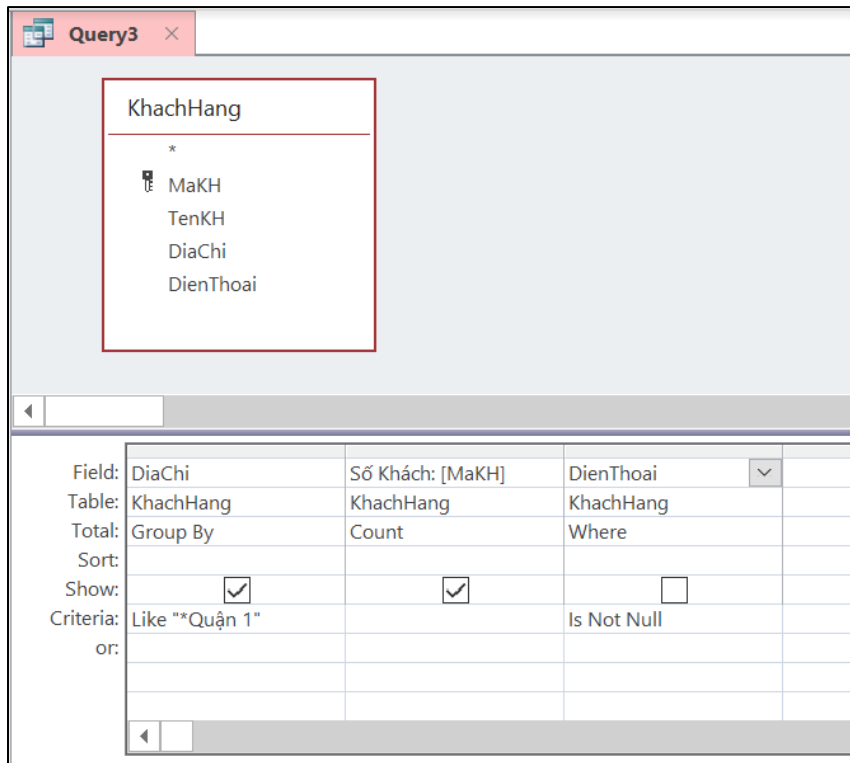 Query3
KhachHang
*
MaKH
TenKH
DiaChi
DienThoai
Field: DiaChi Số Khách: [MaKH] DienThoai
Table: KhachHang KhachHang KhachHang
Total: Group By Count Where
Sort:
Show:
Criteria: Like "*Quận 1" Is Not Null
or: